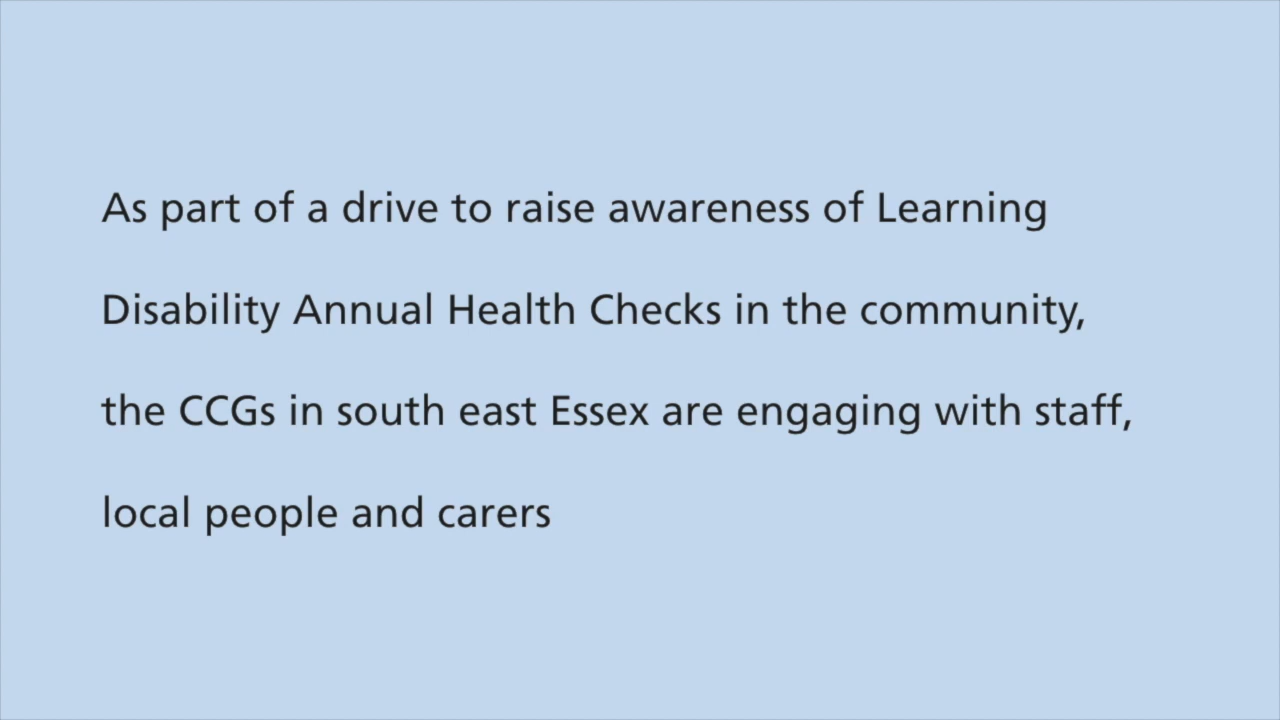 As part of a drive to raise awareness of Learning
Disability Annual Health Checks in the community,
the CCGs in south east Essex are engaging with staff,
local people and carers